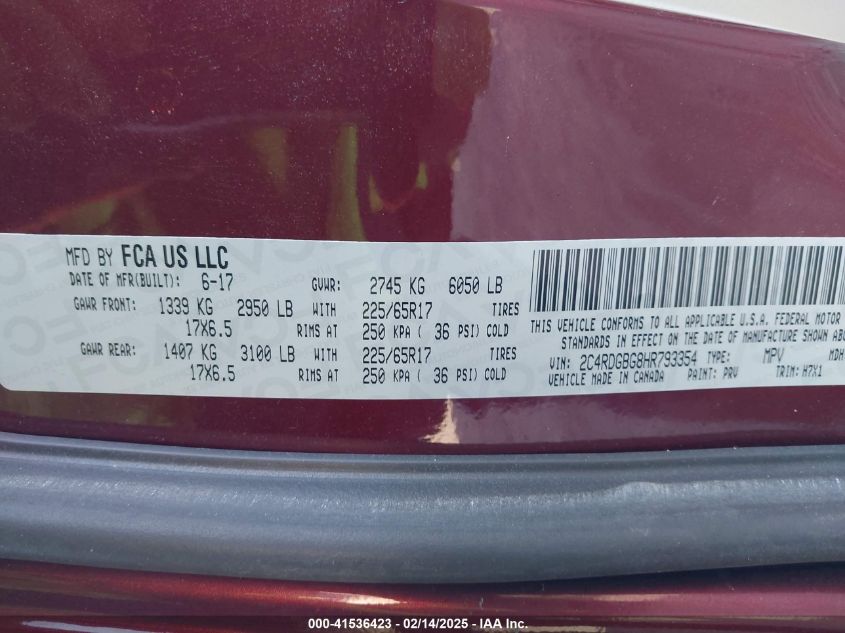 MFD BY FCA US LLC
DATE OF MFR(BUILT): 6-17 GVWR: 2745 KG 6050 LB
GAWR FRONT: 1339 KG 2950 LB WITH 225/65R17 TIRES
17X6.5 RIMS AT 250 KPA ( 36 PSI) COLD
GAWR REAR: 1407 KG 3100 LB WITH 225/65R17 TIRES
17X6.5 RIMS AT 250 KPA ( 36 PSI) COLD
THIS VEHICLE CONFORMS TO ALL APPLICABLE U.S.A. FEDERAL MOTOR
STANDARDS IN EFFECT ON THE DATE OF MANUFACTURE SHOWN ABO
VIN: 2C4RDGBG8HR793354 TYPE: MPV MDH
VEHICLE MADE IN CANADA PAINT: PRV TRIM: H7X1
000-41536423 - 02/14/2025 - IAA Inc.